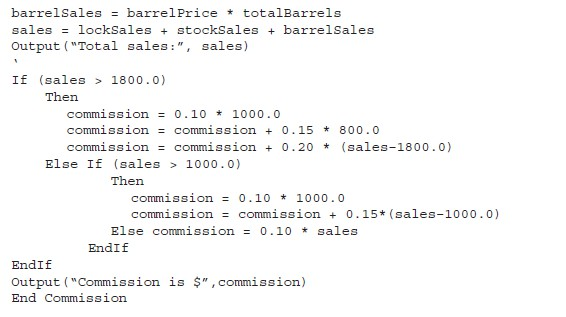 barrelSales = barrelPrice * totalBarrels
sales = lockSales + stockSales + barrelSales
Output("Total sales:", sales)
`
If (sales > 1800.0)
Then
commission = 0.10 * 1000.0
commission = commission + 0.15 * 800.0
commission = commission + 0.20 * (sales-1800.0)
Else If (sales > 1000.0)
Then
commission = 0.10 * 1000.0
commission = commission + 0.15*(sales-1000.0)
Else commission = 0.10 * sales
EndIf
EndIf
Output("Commission is $",commission)
End Commission